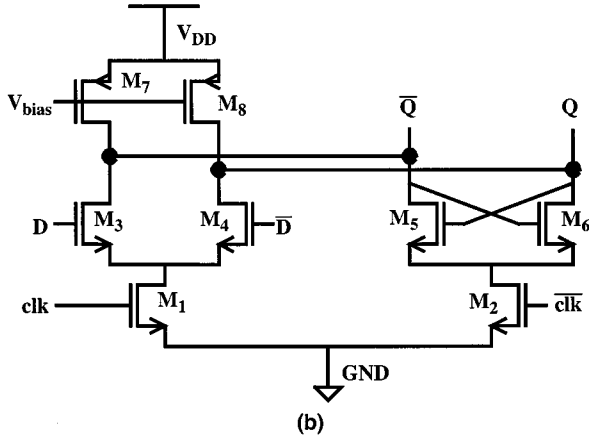 V_DD
M_7
V_bias
M_8
Q̅
Q
D
M_3
M_4
D̅
M_5
M_6
clk
M_1
M_2
c̅l̅k̅
GND
(b)